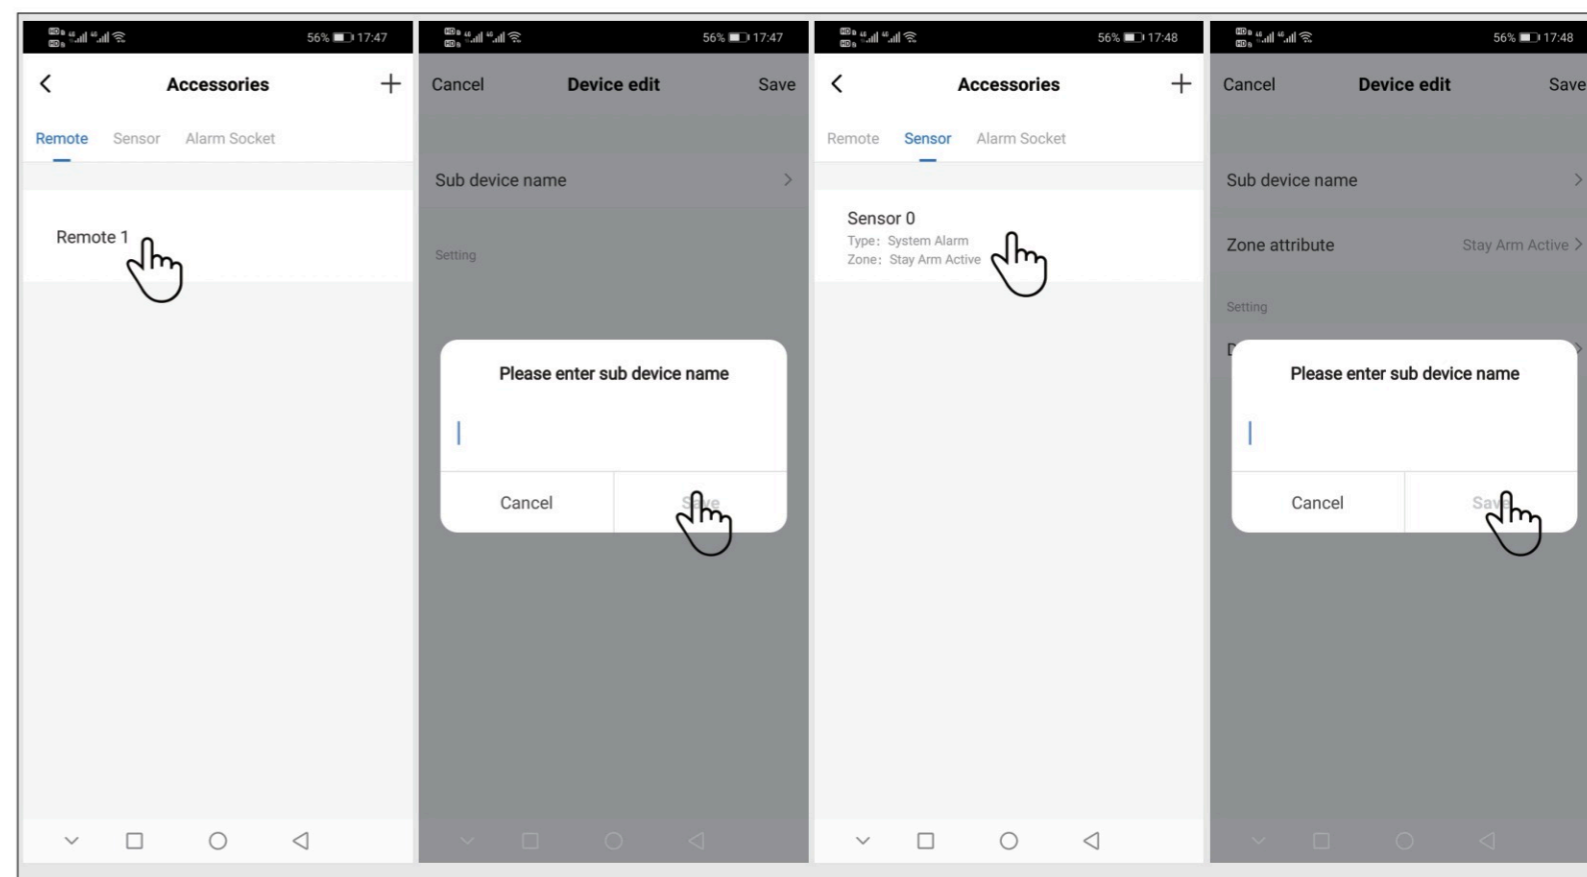 56% 17:47
Accessories
Remote Sensor Alarm Socket
Remote 1
56% 17:47
Cancel Device edit Save
Sub device name
Setting
Please enter sub device name
Cancel Save
56% 17:48
Accessories
Remote Sensor Alarm Socket
Sensor 0
Type: System Alarm
Zone: Stay Arm Active
56% 17:48
Cancel Device edit Save
Sub device name
Zone attribute Stay Arm Active
Setting
Please enter sub device name
Cancel Save